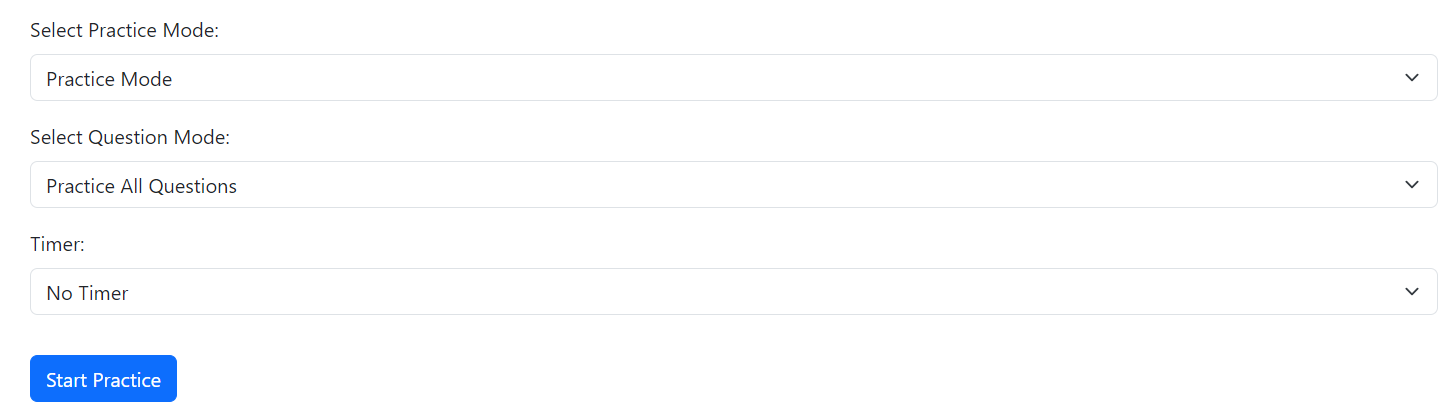 Select Practice Mode:
Practice Mode
Select Question Mode:
Practice All Questions
Timer:
No Timer
Start Practice